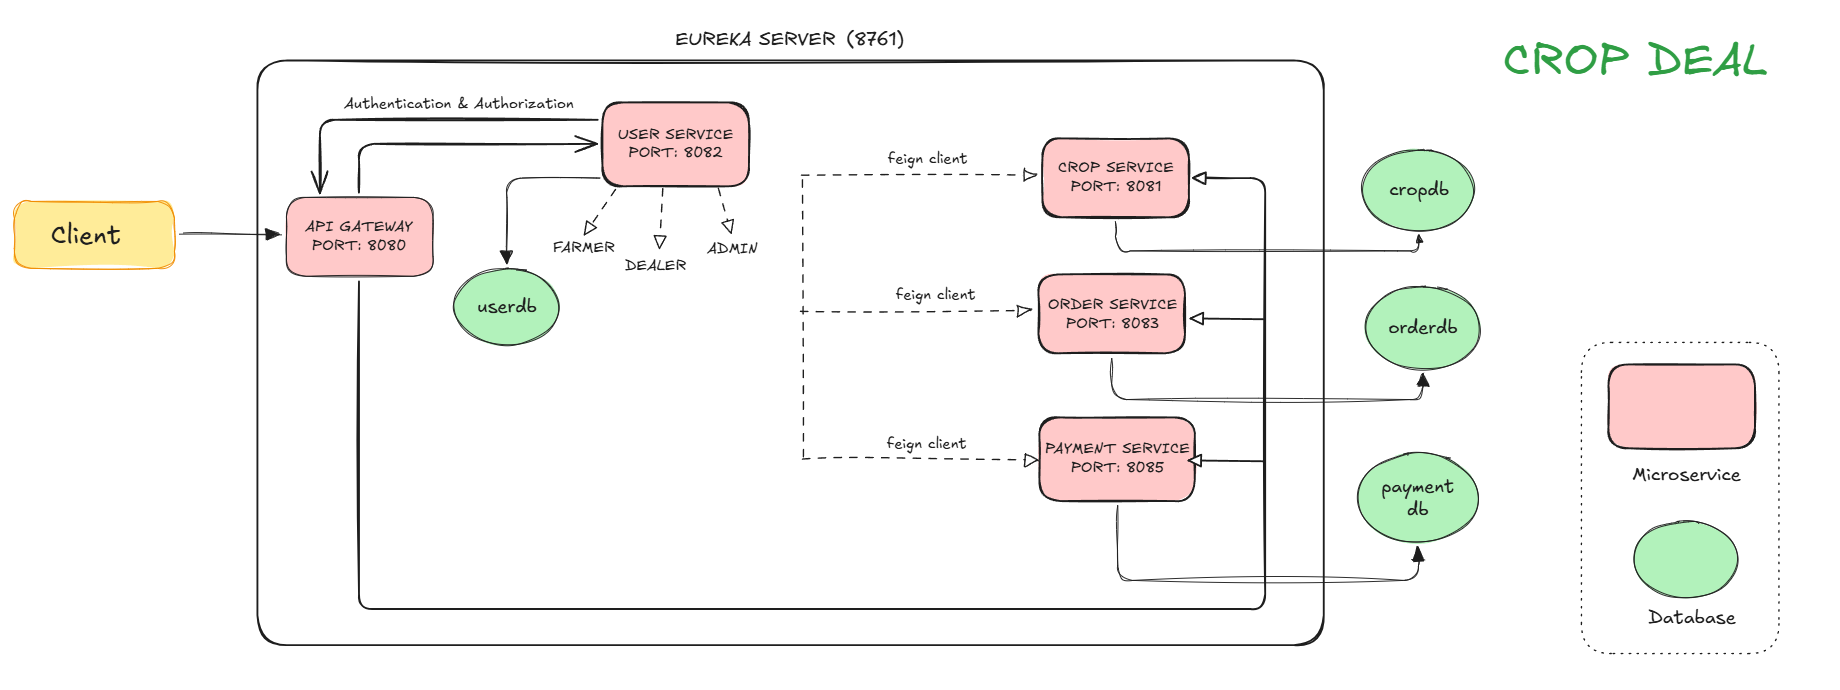 EUREKA SERVER (8761)
CROP DEAL
Authentication & Authorization
USER SERVICE
PORT: 8082
feign client
CROP SERVICE
PORT: 8081
cropdb
Client
API GATEWAY
PORT: 8080
FARMER
DEALER
ADMIN
userdb
feign client
ORDER SERVICE
PORT: 8083
orderdb
feign client
PAYMENT SERVICE
PORT: 8085
payment
db
Microservice
Database